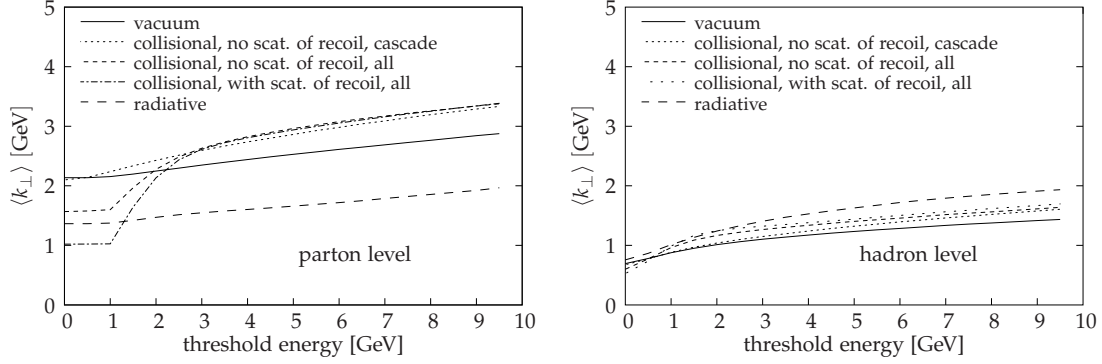 5
4
3
2
1
0
⟨k⊥⟩ [GeV]
vacuum
collisional, no scat. of recoil, cascade
collisional, no scat. of recoil, all
collisional, with scat. of recoil, all
radiative
parton level
0 1 2 3 4 5 6 7 8 9 10
threshold energy [GeV]
5
4
3
2
1
0
⟨k⊥⟩ [GeV]
vacuum
collisional, no scat. of recoil, cascade
collisional, no scat. of recoil, all
collisional, with scat. of recoil, all
radiative
hadron level
0 1 2 3 4 5 6 7 8 9 10
threshold energy [GeV]